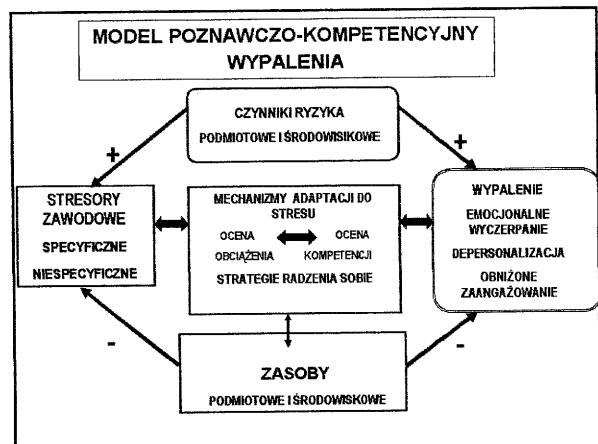 MODEL POZNAWCZO-KOMPETENCYJNY
WYPALENIA
CZYNNIKI RYZYKA
PODMIOTOWE I ŚRODOWISIKOWE
+
+
STRESORY
ZAWODOWE
SPECYFICZNE
NIESPECYFICZNE
MECHANIZMY ADAPTACJI DO
STRESU
OCENA OCENA
OBCIĄŻENIA KOMPETENCJI
STRATEGIE RADZENIA SOBIE
WYPALENIE
EMOCJONALNE
WYCZERPANIE
DEPERSONALIZACJA
OBNIŻONE
ZAANGAŻOWANIE
-
-
ZASOBY
PODMIOTOWE I ŚRODOWISKOWE